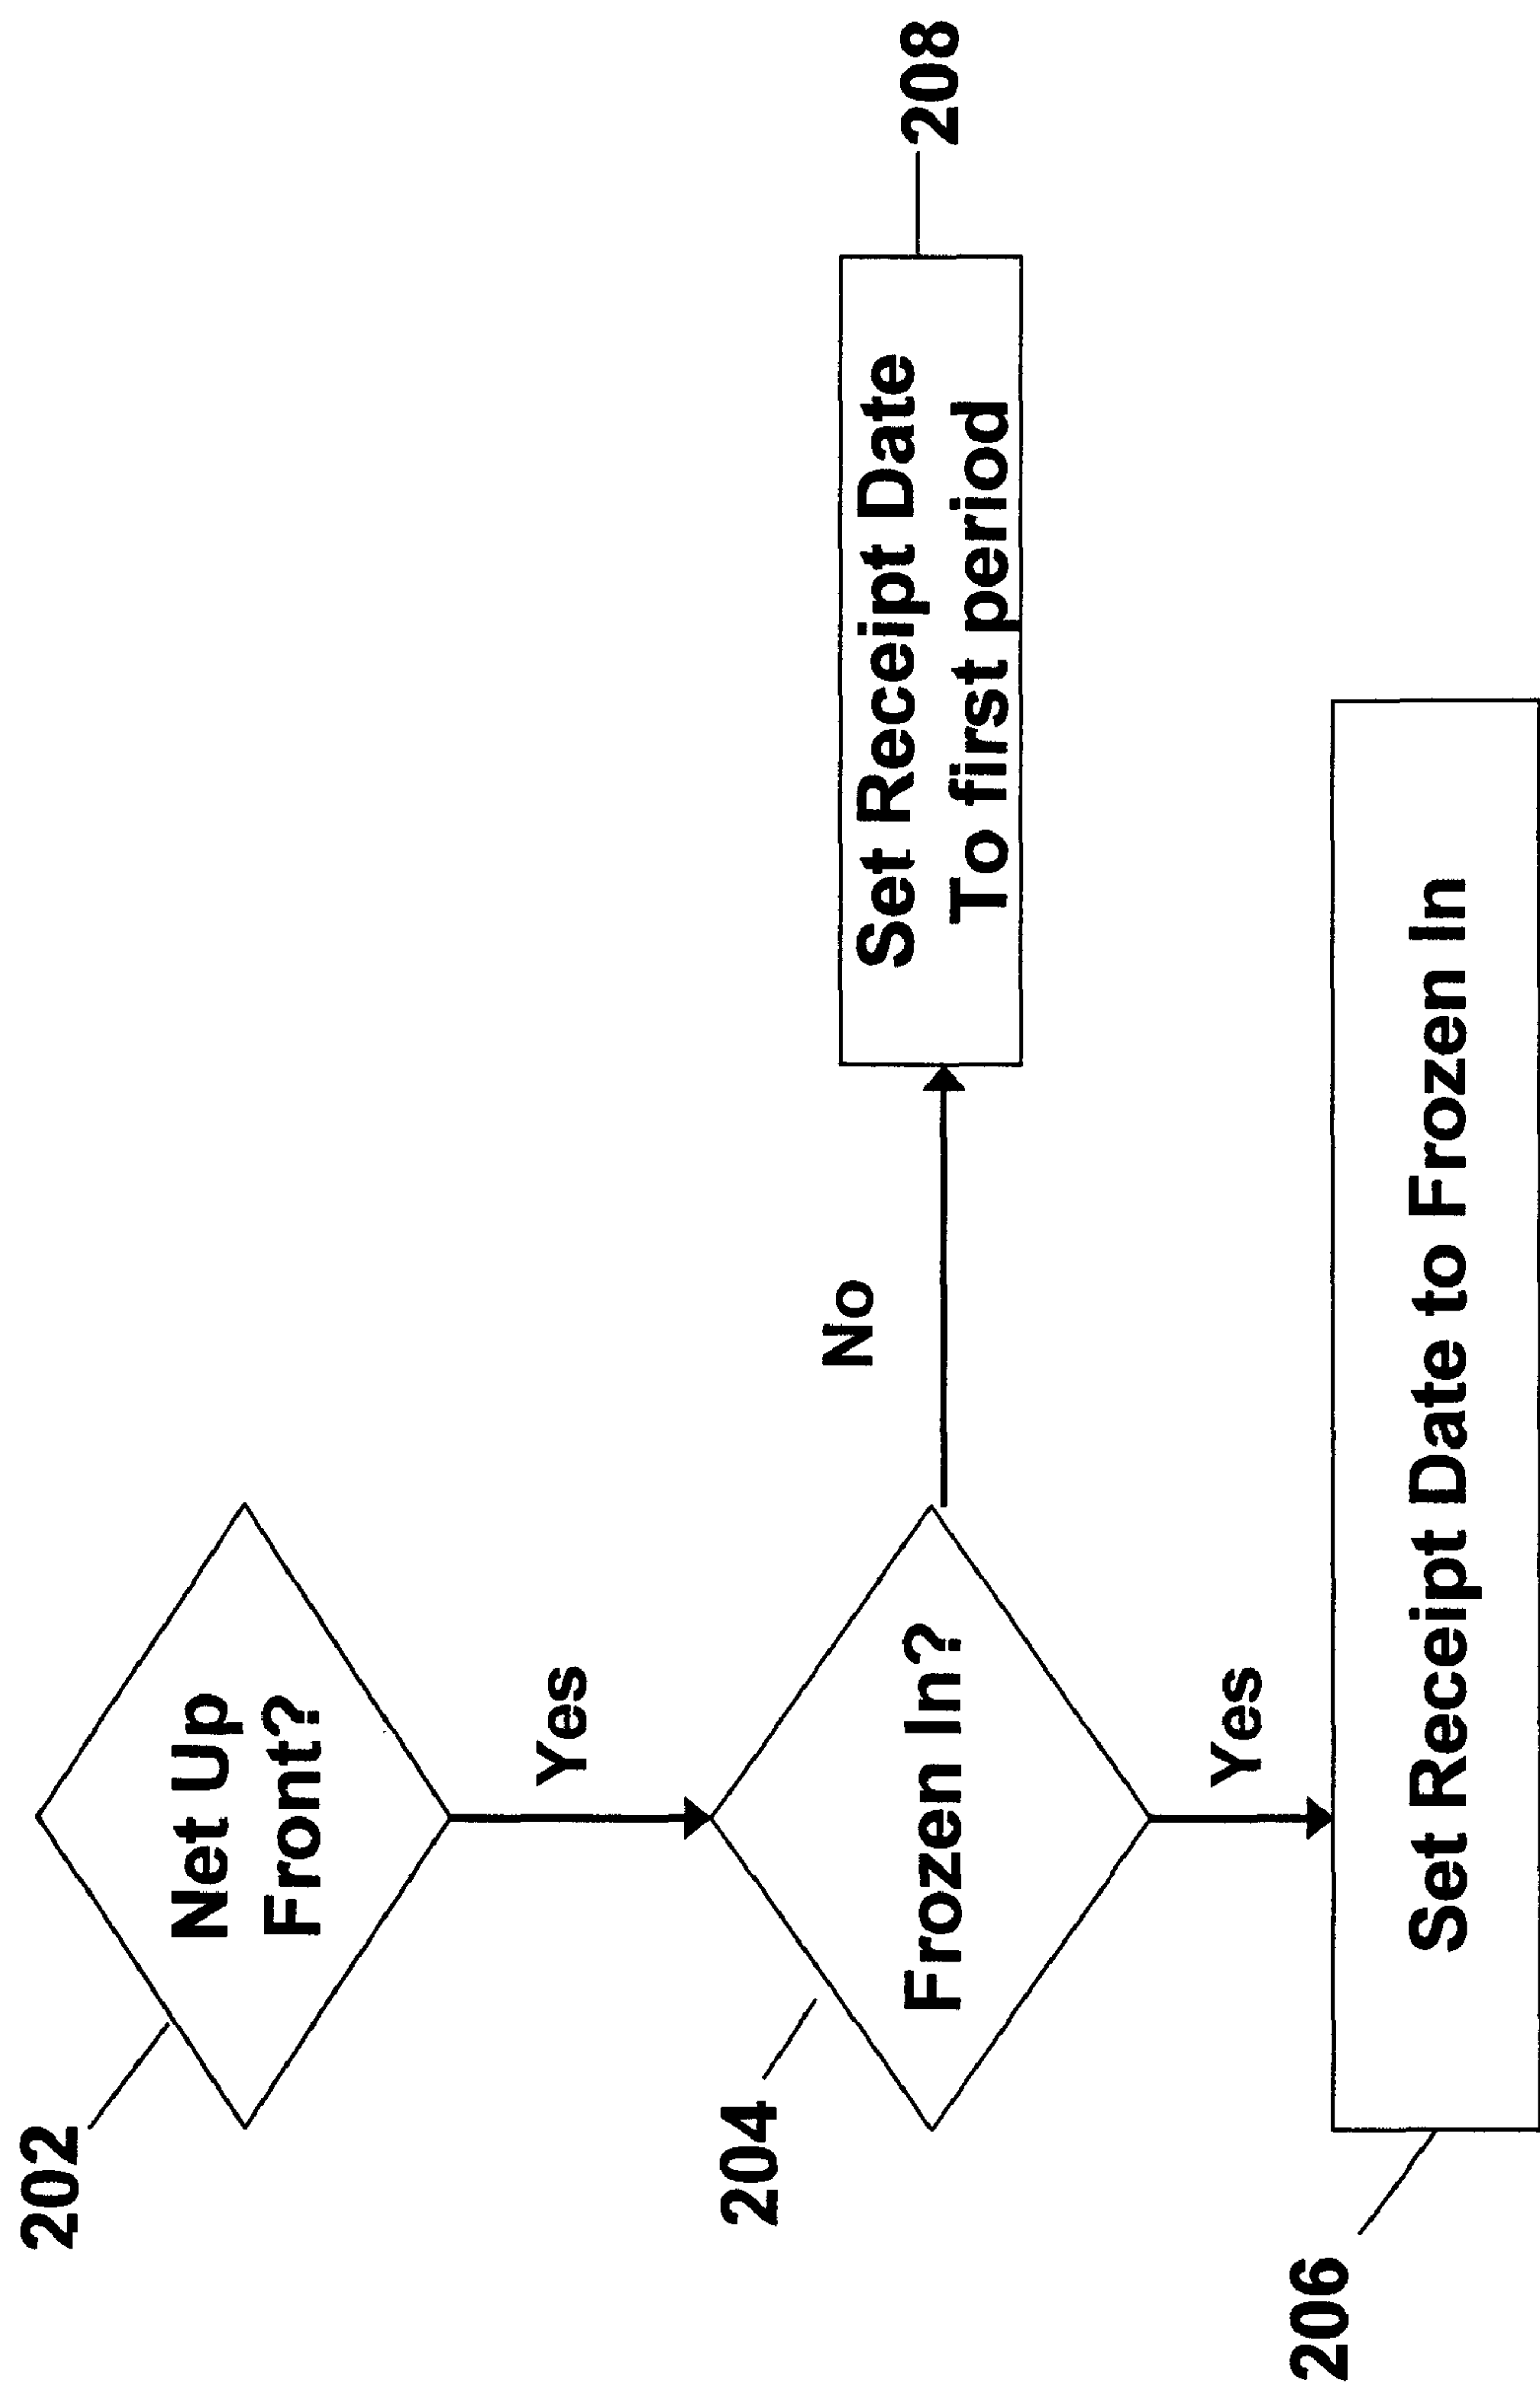 202
Net Up
Front?
Yes
204
Frozen In?
No
Set Receipt Date
To first period
208
Yes
206
Set Receipt Date to Frozen In